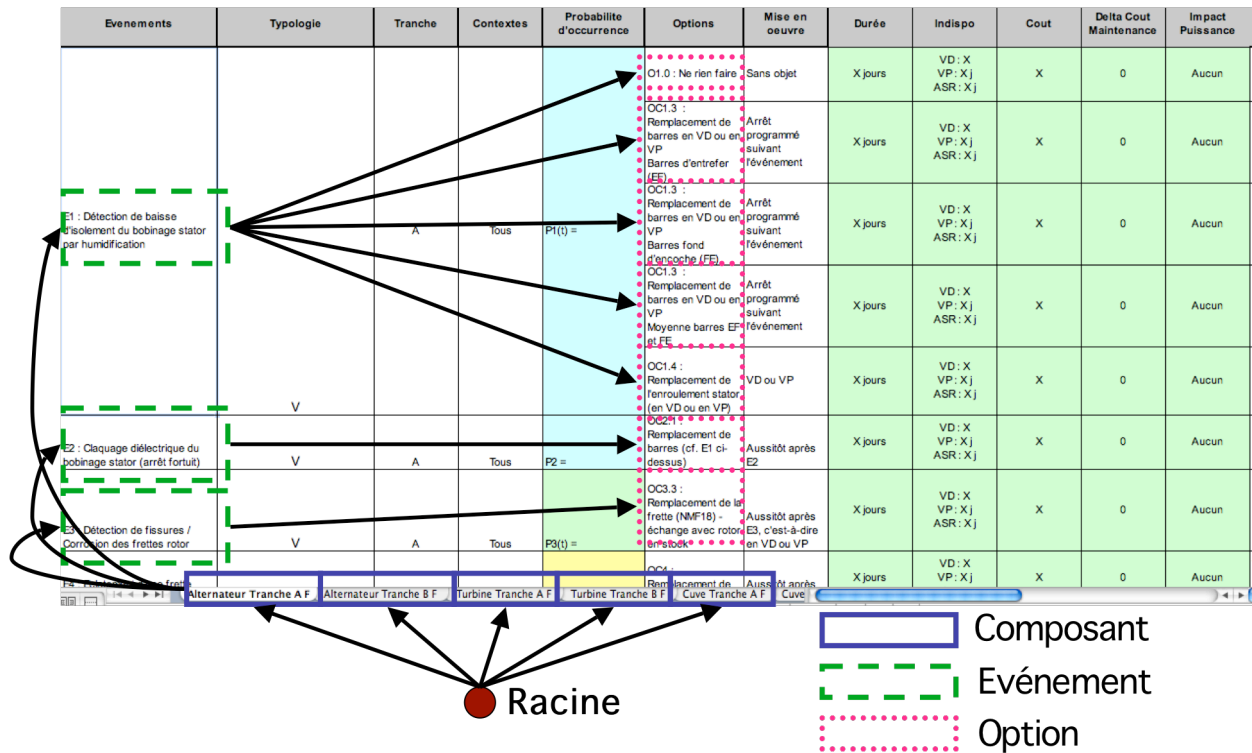 Evenements
Typologie
Tranche
Contextes
Probabilite
d'occurrence
Options
Mise en
oeuvre
Durée
Indispo
Cout
Delta Cout
Maintenance
Impact
Puissance
E1 : Détection de baisse
d'isolement du bobinage stator
par humidification
V
A
Tous
P1(t) =
O1.0 : Ne rien faire
Sans objet
X jours
VD : X
VP : X j
ASR : X j
X
0
Aucun
OC1.3 :
Remplacement de
barres en VD ou en
VP
Barres d'entrefer
(EF)
Arrêt
programmé
suivant
l'événement
X jours
VD : X
VP : X j
ASR : X j
X
0
Aucun
OC1.3 :
Remplacement de
barres en VD ou en
VP
Barres fond
d'encoche (FE)
Arrêt
programmé
suivant
l'événement
X jours
VD : X
VP : X j
ASR : X j
X
0
Aucun
OC1.3 :
Remplacement de
barres en VD ou en
VP
Moyenne barres EF
et FE
Arrêt
programmé
suivant
l'événement
X jours
VD : X
VP : X j
ASR : X j
X
0
Aucun
OC1.4 :
Remplacement de
l'enroulement stator
(en VD ou en VP)
VD ou VP
X jours
VD : X
VP : X j
ASR : X j
X
0
Aucun
E2 : Claquage diélectrique du
bobinage stator (arrêt fortuit)
V
A
Tous
P2 =
OC2.1 :
Remplacement de
barres (cf. E1 ci-
dessus)
Aussitôt après
E2
X jours
VD : X
VP : X j
ASR : X j
X
0
Aucun
E3 : Détection de fissures /
Corrosion des frettes rotor
V
A
Tous
P3(t) =
OC3.3 :
Remplacement de la
frette (NMF18) -
échange avec rotor
en stock
Aussitôt après
E3, c'est-à-dire
en VD ou VP
X jours
VD : X
VP : X j
ASR : X j
X
0
Aucun
E4 : frette
OC4 :
Remplacement de
Aussitôt après
X jours
VD : X
VP : X j
X
0
Aucun
Alternateur Tranche A F
Alternateur Tranche B F
Turbine Tranche A F
Turbine Tranche B F
Cuve Tranche A F
Cuve
Racine
Composant
Evénement
Option